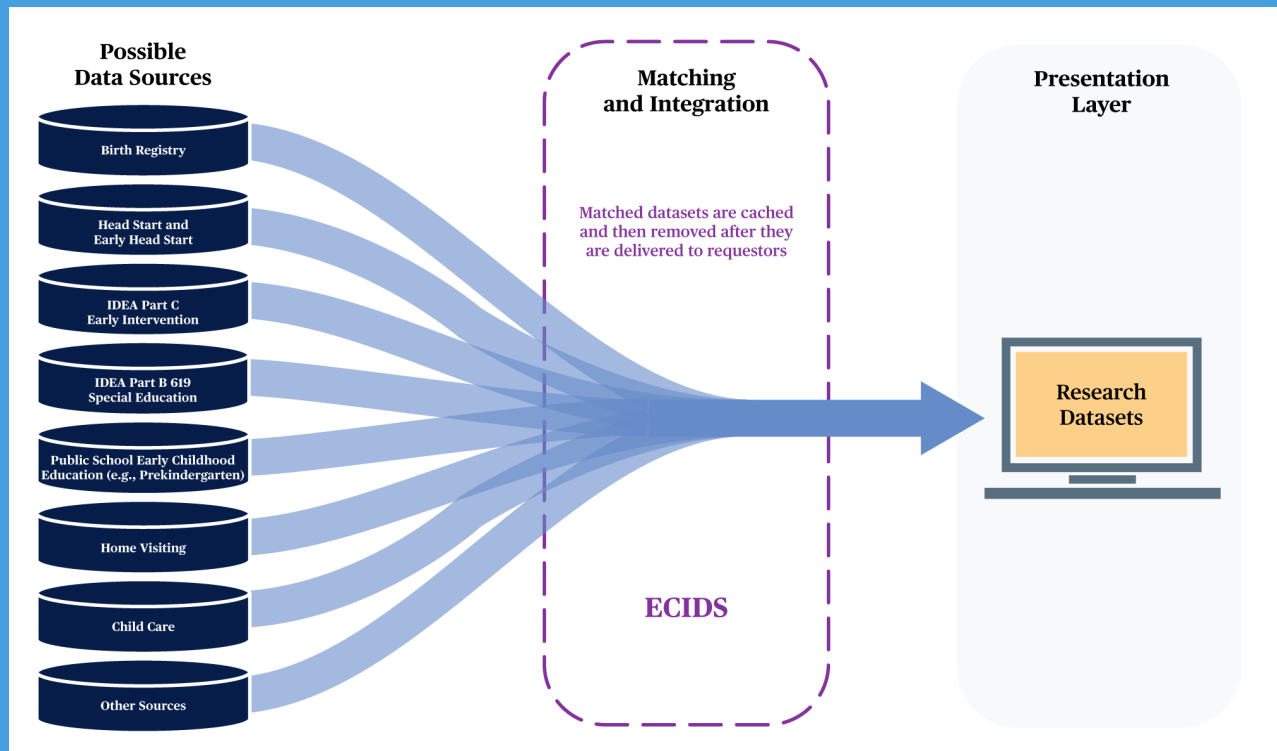 Possible
Data Sources
Birth Registry
Head Start and
Early Head Start
IDEA Part C
Early Intervention
IDEA Part B 619
Special Education
Public School Early Childhood
Education (e.g., Prekindergarten)
Home Visiting
Child Care
Other Sources
Matching
and Integration
Matched datasets are cached
and then removed after they
are delivered to requestors
ECIDS
Presentation
Layer
Research
Datasets